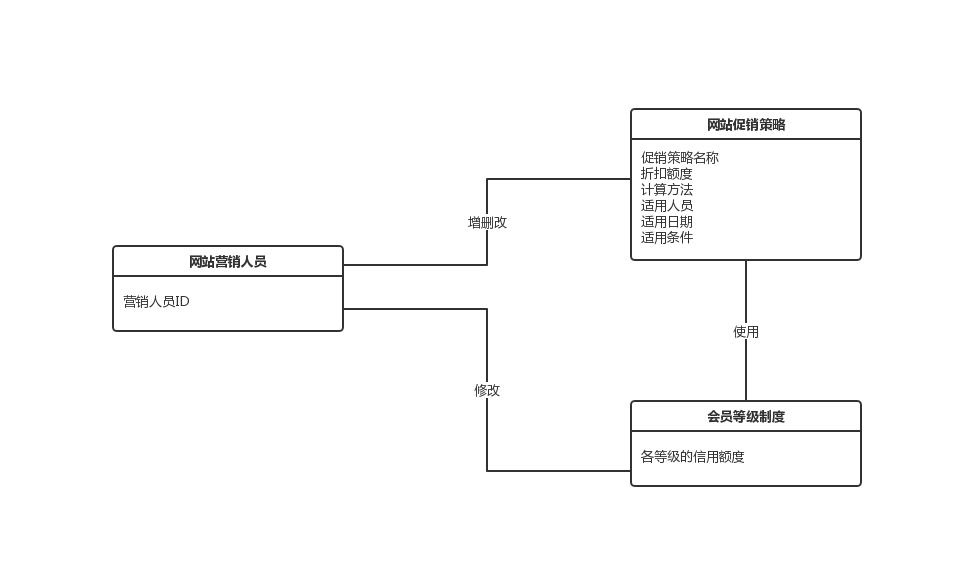 网站促销策略
促销策略名称
折扣额度
计算方法
适用人员
适用日期
适用条件
增删改
网站营销人员
营销人员ID
使用
修改
会员等级制度
各等级的信用额度